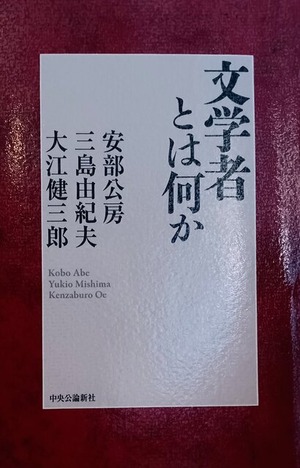 文学者
とは何か
安部公房
三島由紀夫
大江健三郎
Kobo Abe
Yukio Mishima
Kenzaburo Oe
中央公論新社